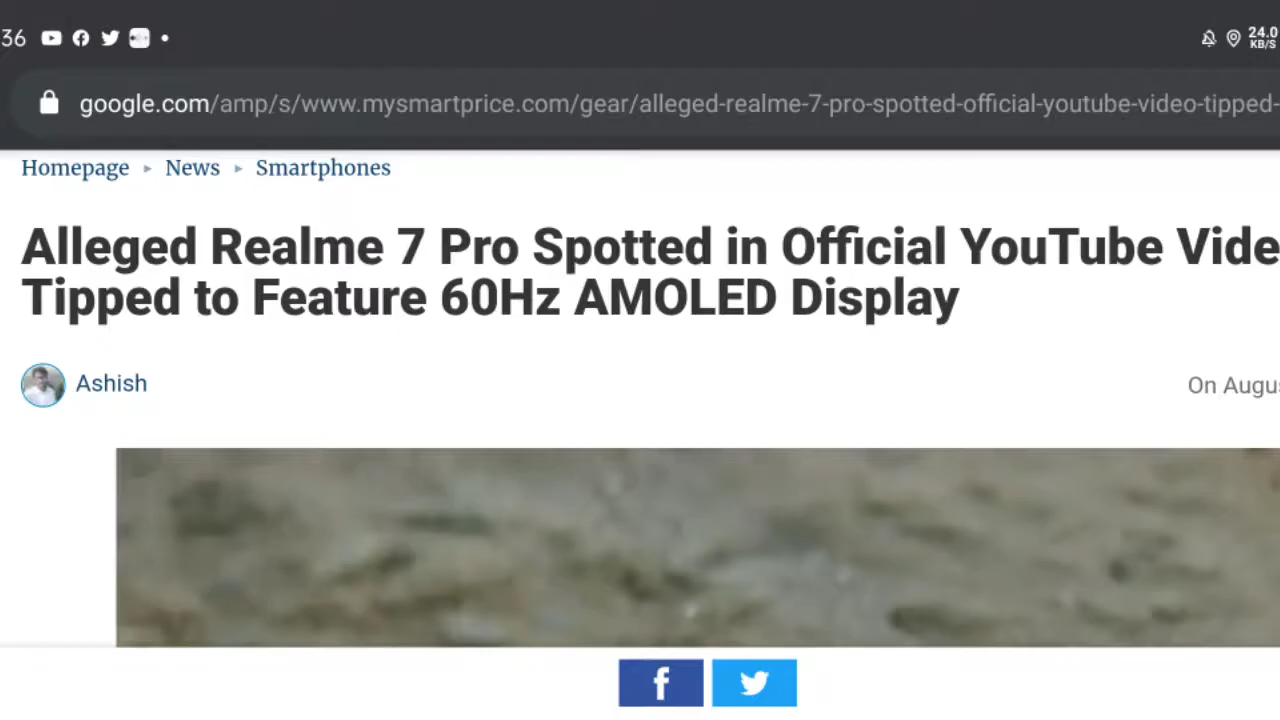 36 24.0
KB/S
google.com/amp/s/www.mysmartprice.com/gear/alleged-realme-7-pro-spotted-official-youtube-video-tipped-
Homepage ▸ News ▸ Smartphones
Alleged Realme 7 Pro Spotted in Official YouTube Vide
Tipped to Feature 60Hz AMOLED Display
Ashish On Augus